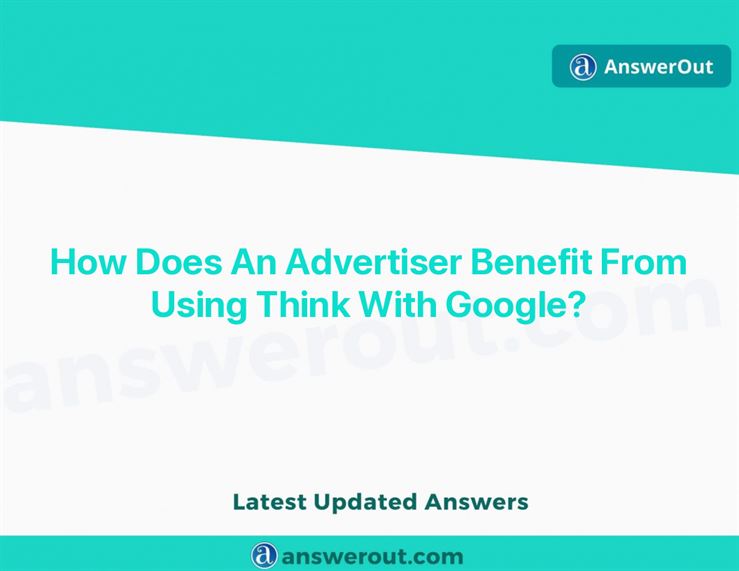 AnswerOut
How Does An Advertiser Benefit From
Using Think With Google?
answerout.com
Latest Updated Answers
answerout.com